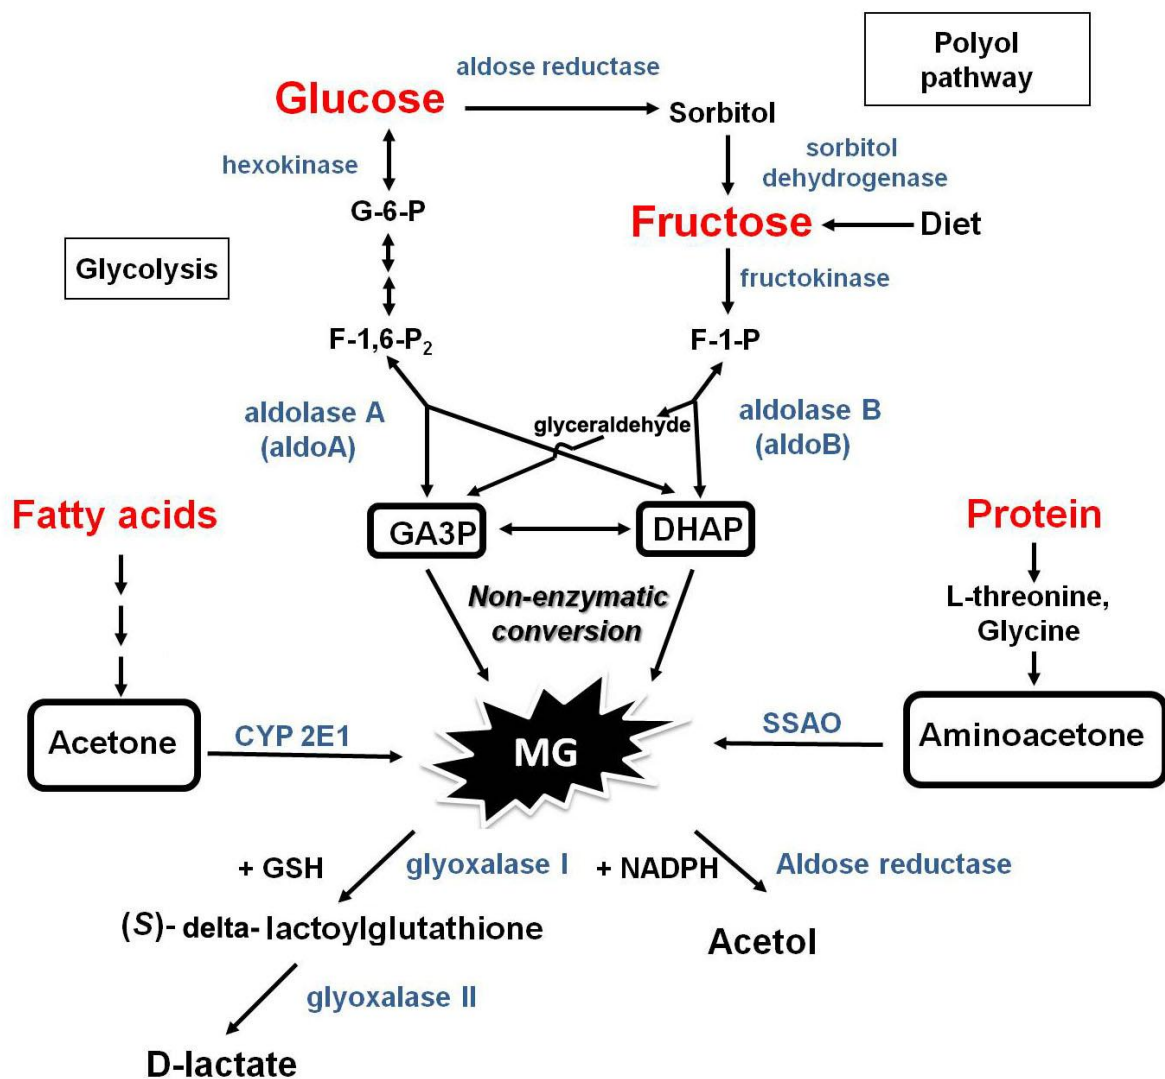 Polyol
pathway
aldose reductase
Glucose
Sorbitol
hexokinase
sorbitol
dehydrogenase
G-6-P
Fructose
Diet
Glycolysis
fructokinase
F-1,6-P₂
F-1-P
aldolase A
(aldoA)
glyceraldehyde
aldolase B
(aldoB)
Fatty acids
GA3P
DHAP
Protein
Non-enzymatic
conversion
L-threonine,
Glycine
Acetone
CYP 2E1
MG
SSAO
Aminoacetone
+ GSH
glyoxalase I
+ NADPH
Aldose reductase
(S)- delta- lactoylglutathione
Acetol
glyoxalase II
D-lactate